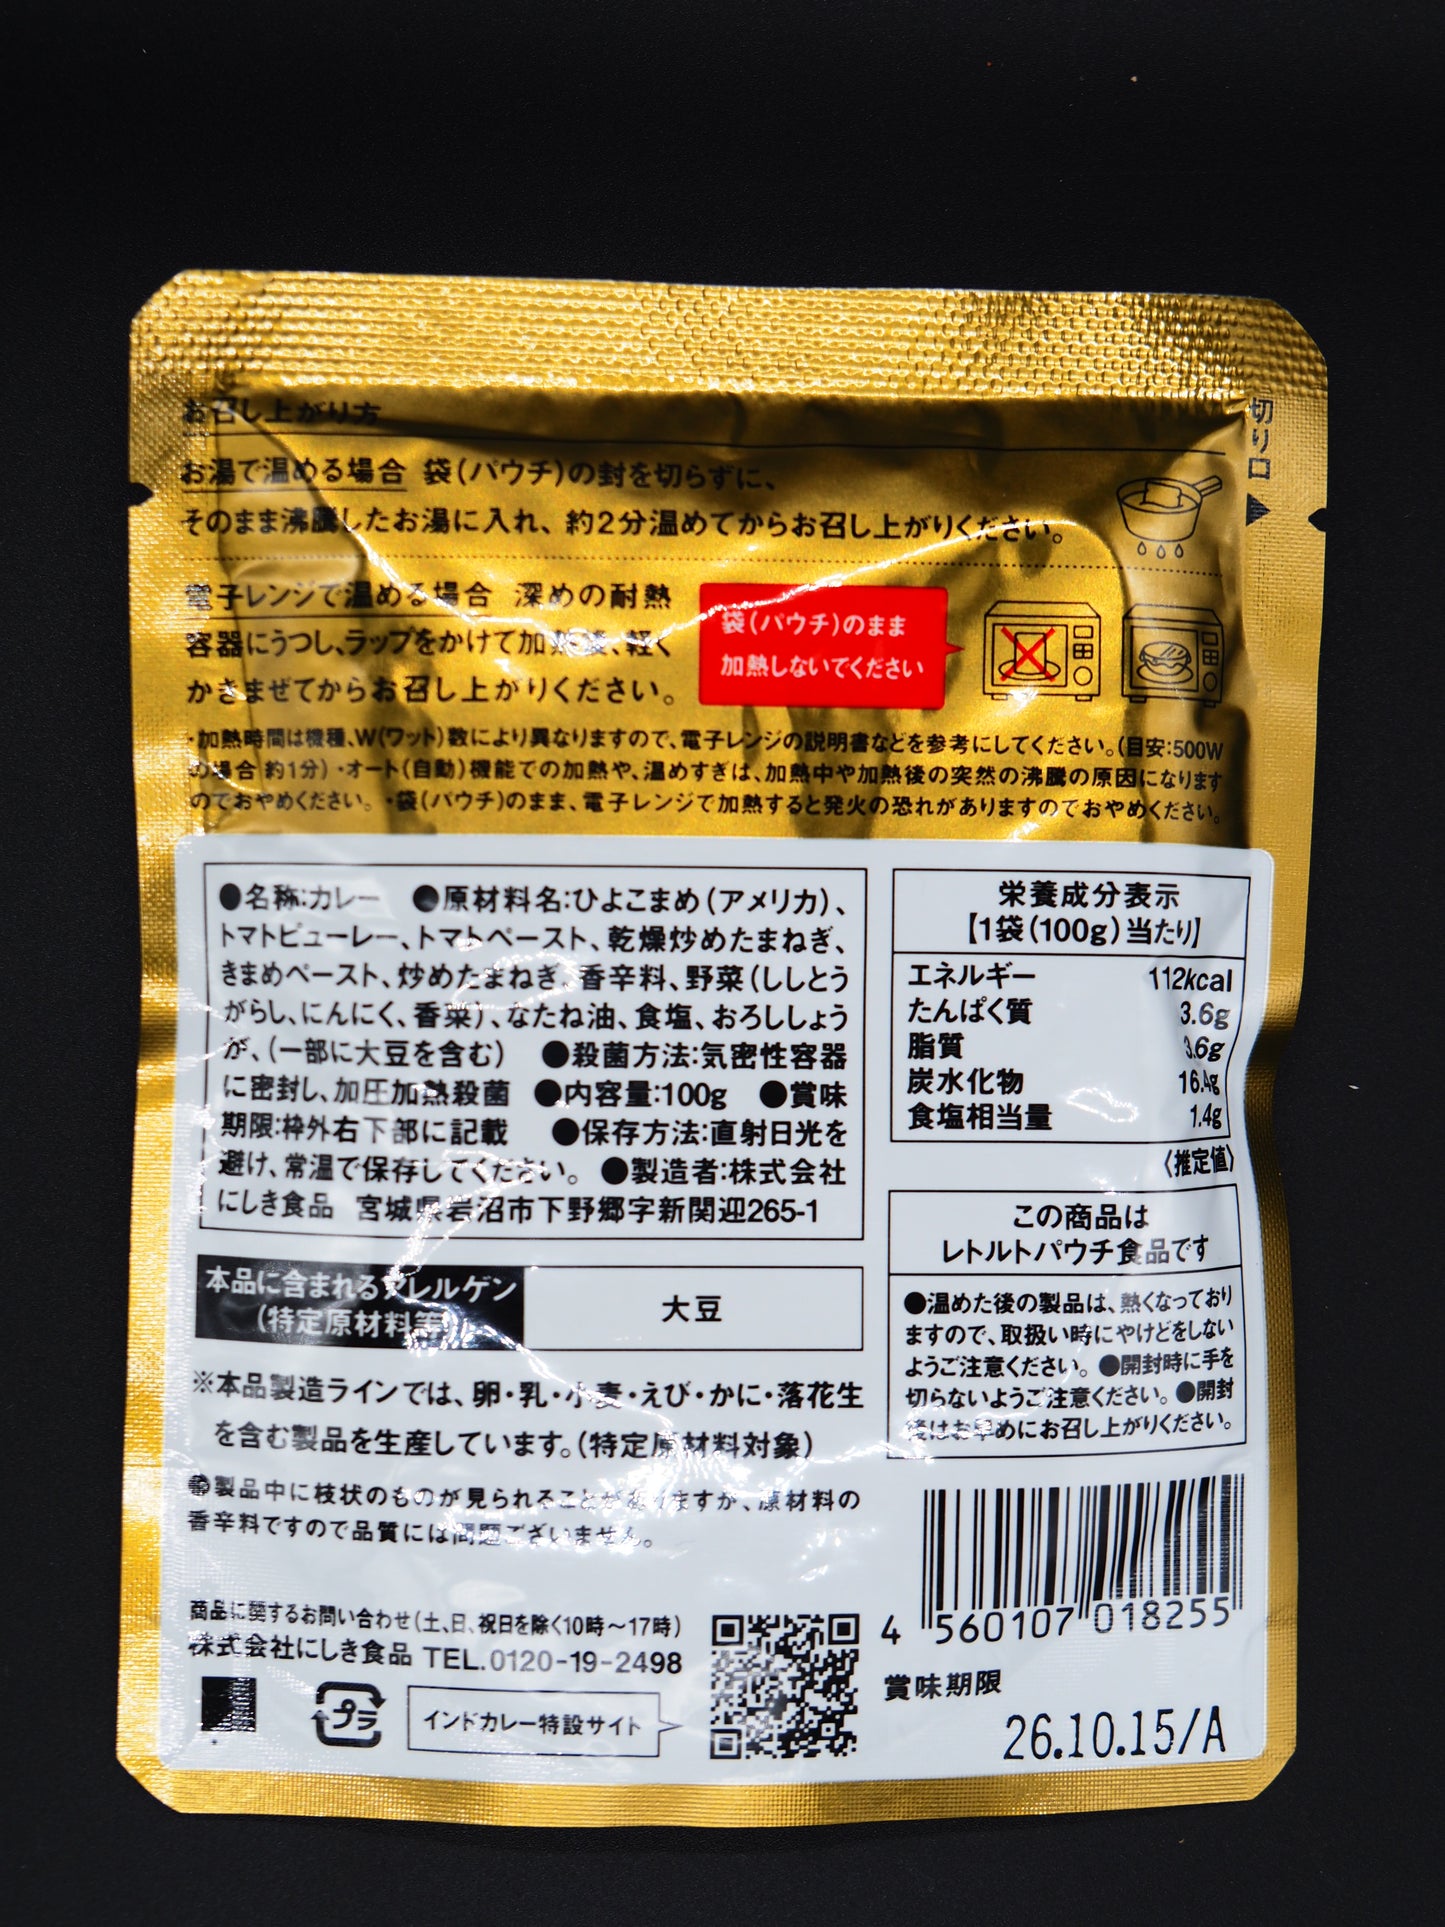 お召し上がり方
切り口▶
お湯で温める場合 袋(パウチ)の封を切らずに、
そのまま沸騰したお湯に入れ、約2分温めてからお召し上がりください。
電子レンジで温める場合 深めの耐熱
容器にうつし、ラップをかけて加熱後、軽く
かきまぜてからお召し上がりください。
袋(パウチ)のまま
加熱しないでください
・加熱時間は機種、W(ワット)数により異なりますので、電子レンジの説明書などを参考にしてください。(目安:500W
の場合 約1分) ・オート(自動)機能での加熱や、温めすぎは、加熱中や加熱後の突然の沸騰の原因になります
のでおやめください。・袋(パウチ)のまま、電子レンジで加熱すると発火の恐れがありますのでおやめください。
●名称:カレー ●原材料名:ひよこまめ(アメリカ)、
トマトピューレー、トマトペースト、乾燥炒めたまねぎ、
きまめペースト、炒めたまねぎ、香辛料、野菜(ししとう
がらし、にんにく、香菜)、なたね油、食塩、おろししょう
が、(一部に大豆を含む) ●殺菌方法:気密性容器
に密封し、加圧加熱殺菌 ●内容量:100g ●賞味
期限:枠外右下部に記載 ●保存方法:直射日光を
避け、常温で保存してください。 ●製造者:株式会社
にしき食品 宮城県岩沼市下野郷字新関迎265-1
本品に含まれるアレルゲン
(特定原材料等)
大豆
※本品製造ラインでは、卵・乳・小麦・えび・かに・落花生
を含む製品を生産しています。(特定原材料対象)
●製品中に枝状のものが見られることがありますが、原材料の
香辛料ですので品質には問題ございません。
商品に関するお問い合わせ(土、日、祝日を除く10時〜17時)
株式会社にしき食品 TEL.0120-19-2498
プラ
インドカレー特設サイト
栄養成分表示
【1袋(100g)当たり】
エネルギー 112kcal
たんぱく質 3.6g
脂質 3.6g
炭水化物 16.4g
食塩相当量 1.4g
〈推定値〉
この商品は
レトルトパウチ食品です
●温めた後の製品は、熱くなっており
ますので、取扱い時にやけどをしない
ようご注意ください。●開封時に手を
切らないようご注意ください。●開封
後はお早めにお召し上がりください。
4 560107 018255
賞味期限
26.10.15/A